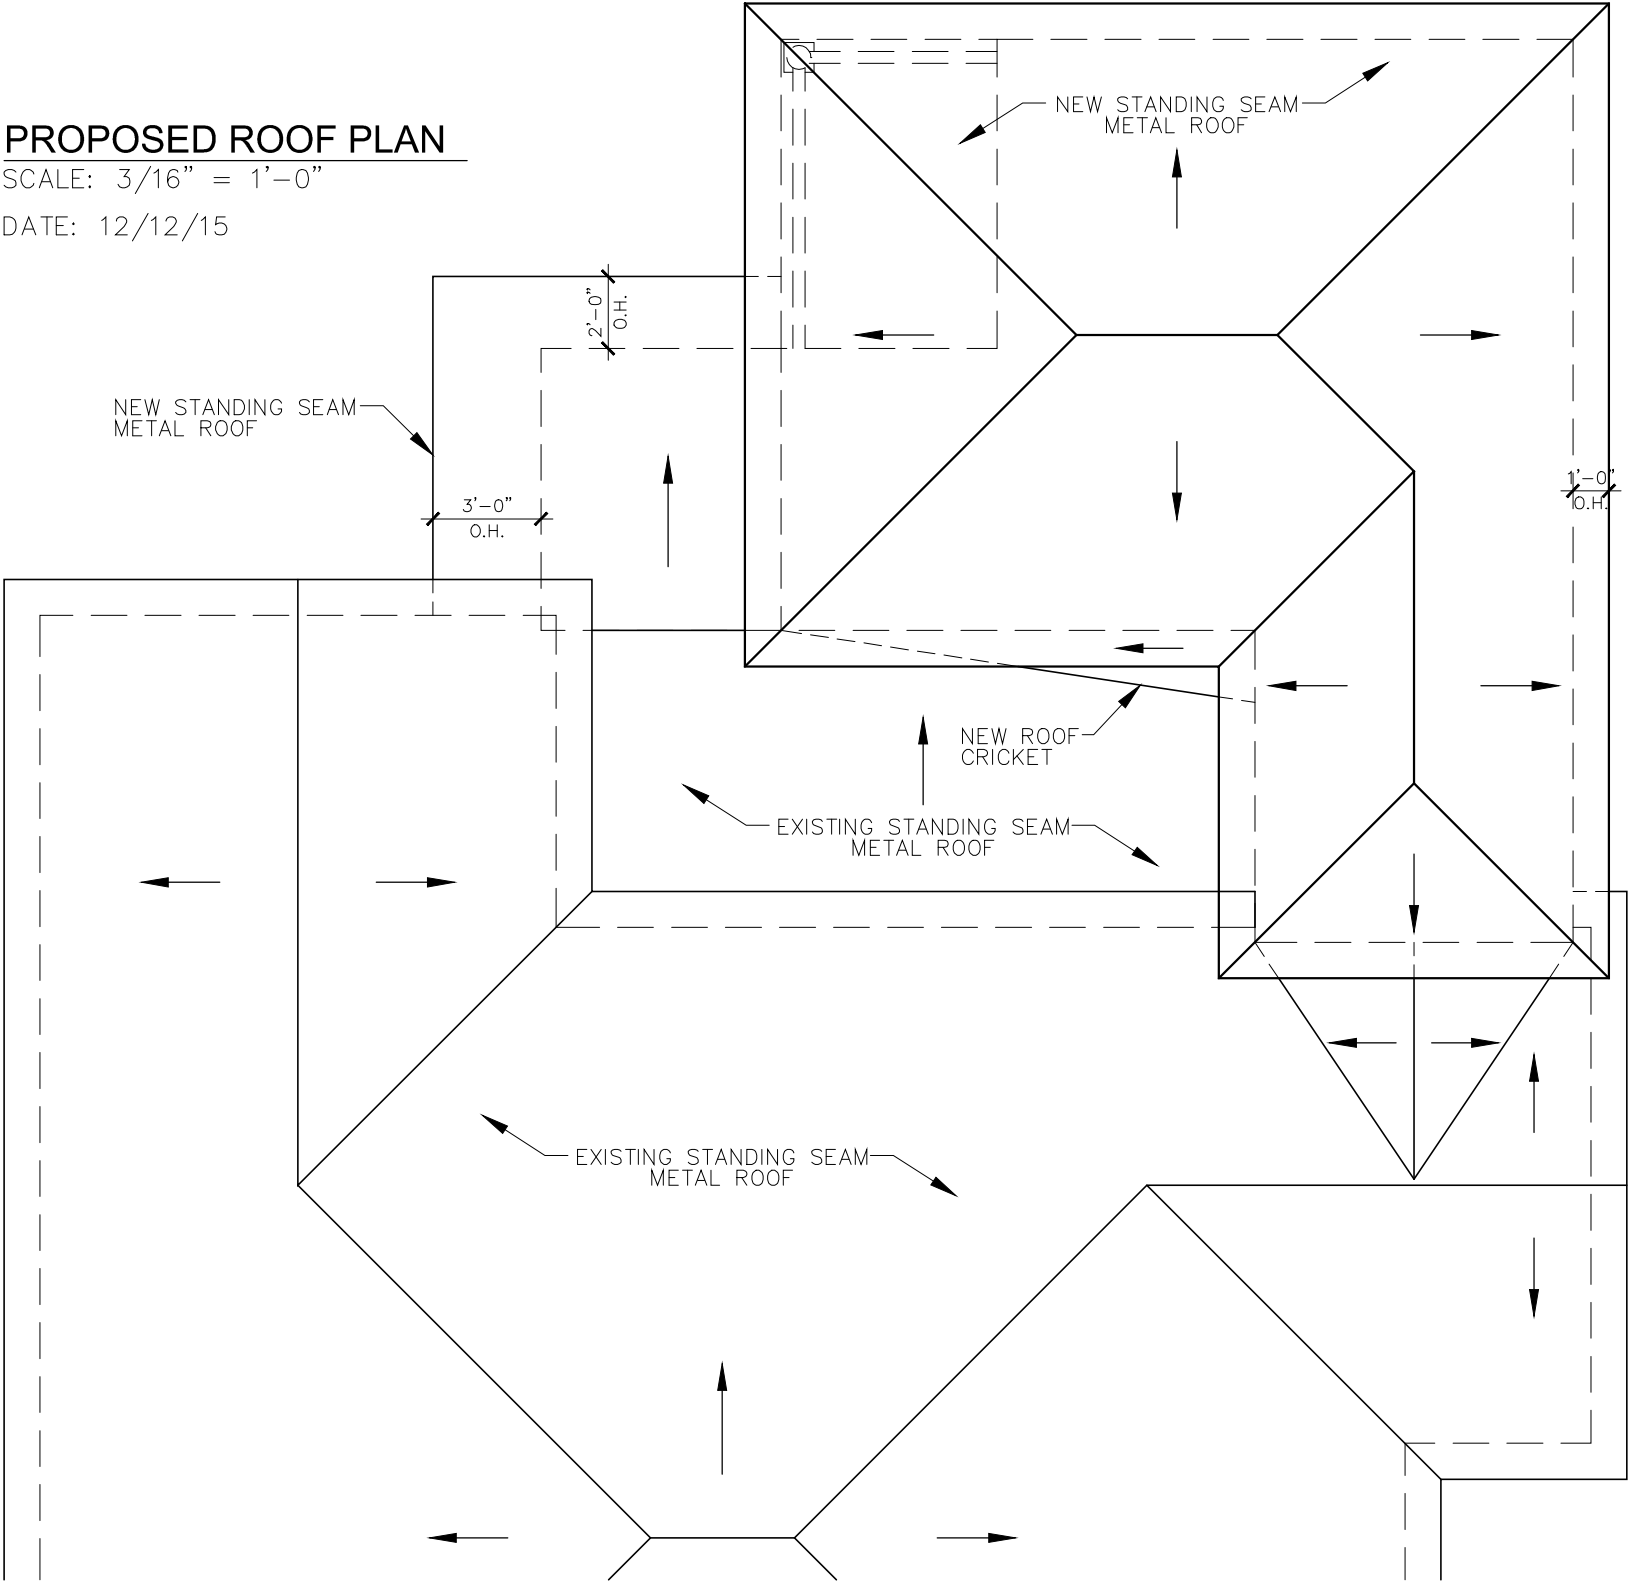 PROPOSED ROOF PLAN
SCALE: 3/16" = 1'-0"
DATE: 12/12/15
NEW STANDING SEAM
METAL ROOF
2'-0"
O.H.
NEW STANDING SEAM
METAL ROOF
3'-0"
O.H.
1'-0"
O.H.
NEW ROOF
CRICKET
EXISTING STANDING SEAM
METAL ROOF
EXISTING STANDING SEAM
METAL ROOF